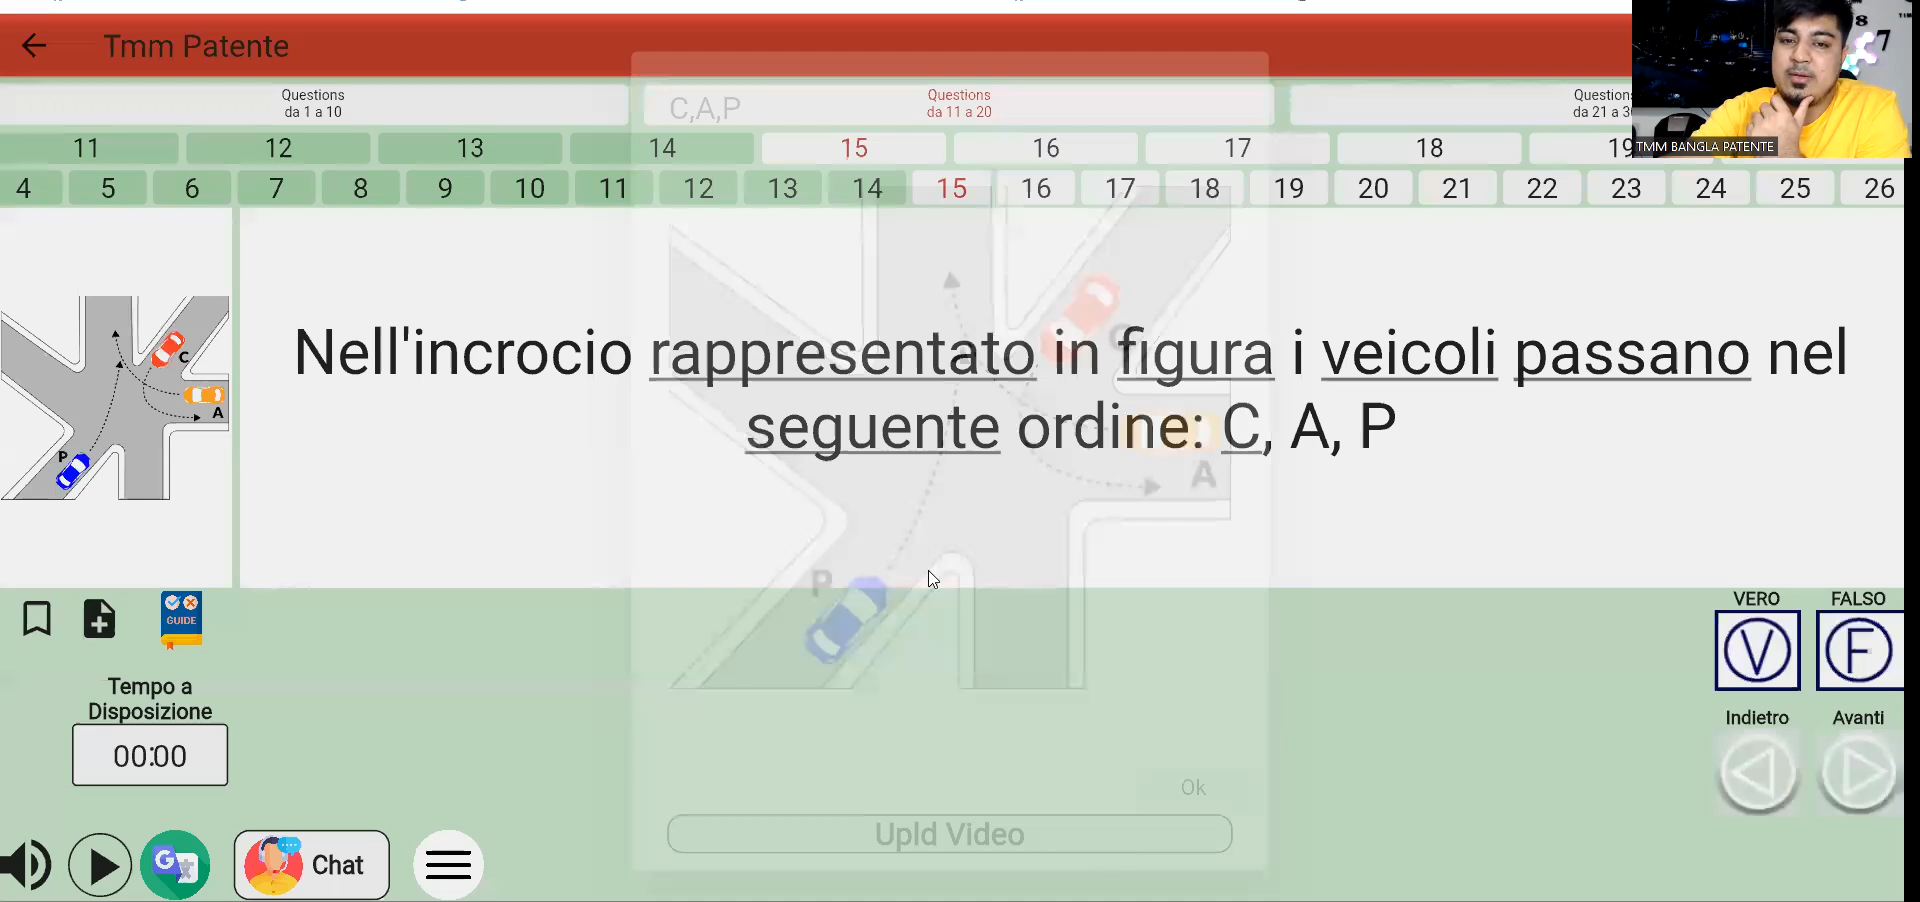 Tmm Patente
8
7
TMM BANGLA PATENTE
Questions
da 1 a 10
C,A,P
Questions
da 11 a 20
Questions
da 21 a 3
11 12 13 14 15 16 17 18 19
4 5 6 7 8 9 10 11 12 13 14 15 16 17 18 19 20 21 22 23 24 25 26
C
A
P
Nell'incrocio rappresentato in figura i veicoli passano nel
seguente ordine: C, A, P
C
A
P
GUIDE
VERO FALSO
V F
Tempo a
Disposizione
00:00
Indietro Avanti
Ok
Upld Video
G
Chat